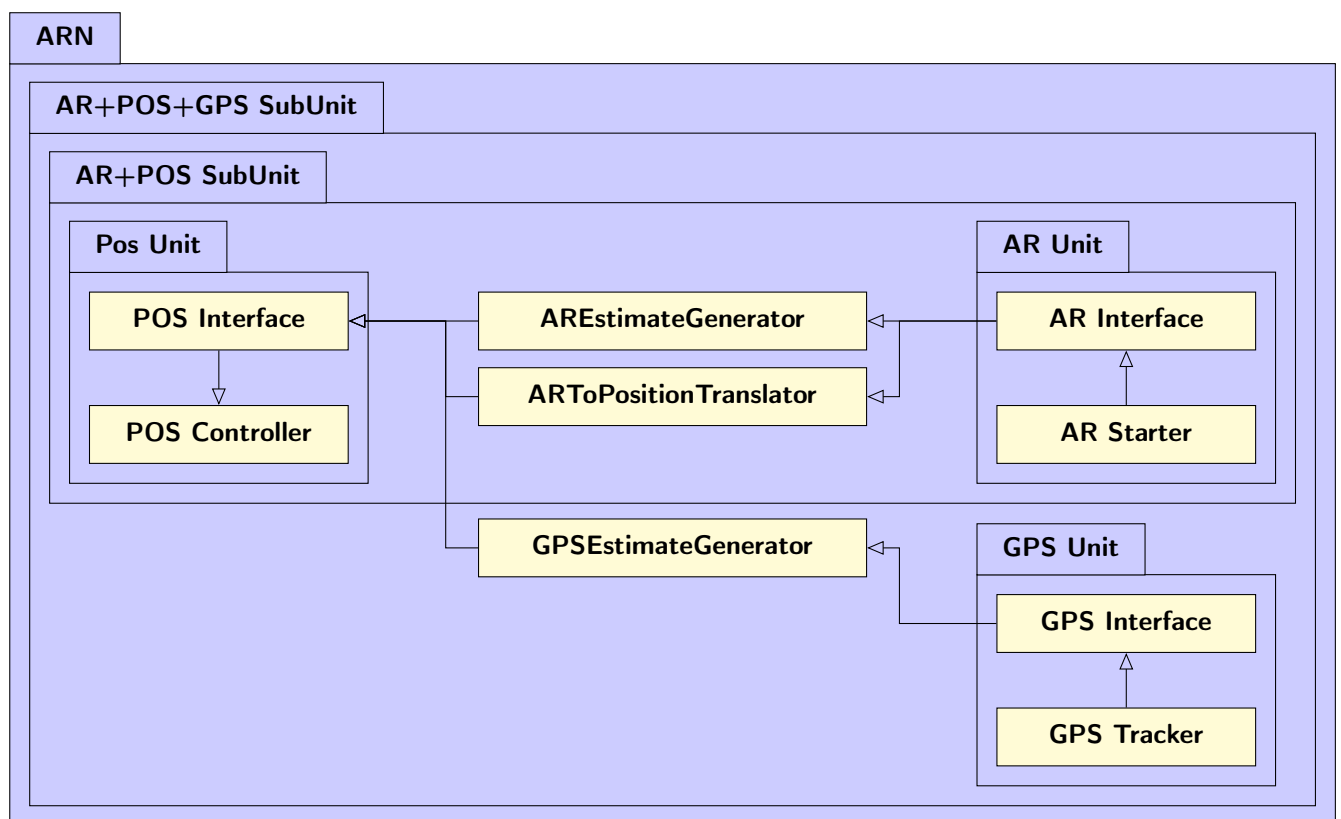 ARN
AR+POS+GPS SubUnit
AR+POS SubUnit
Pos Unit
AR Unit
POS Interface
AREstimateGenerator
AR Interface
ARToPositionTranslator
POS Controller
AR Starter
GPSEstimateGenerator
GPS Unit
GPS Interface
GPS Tracker